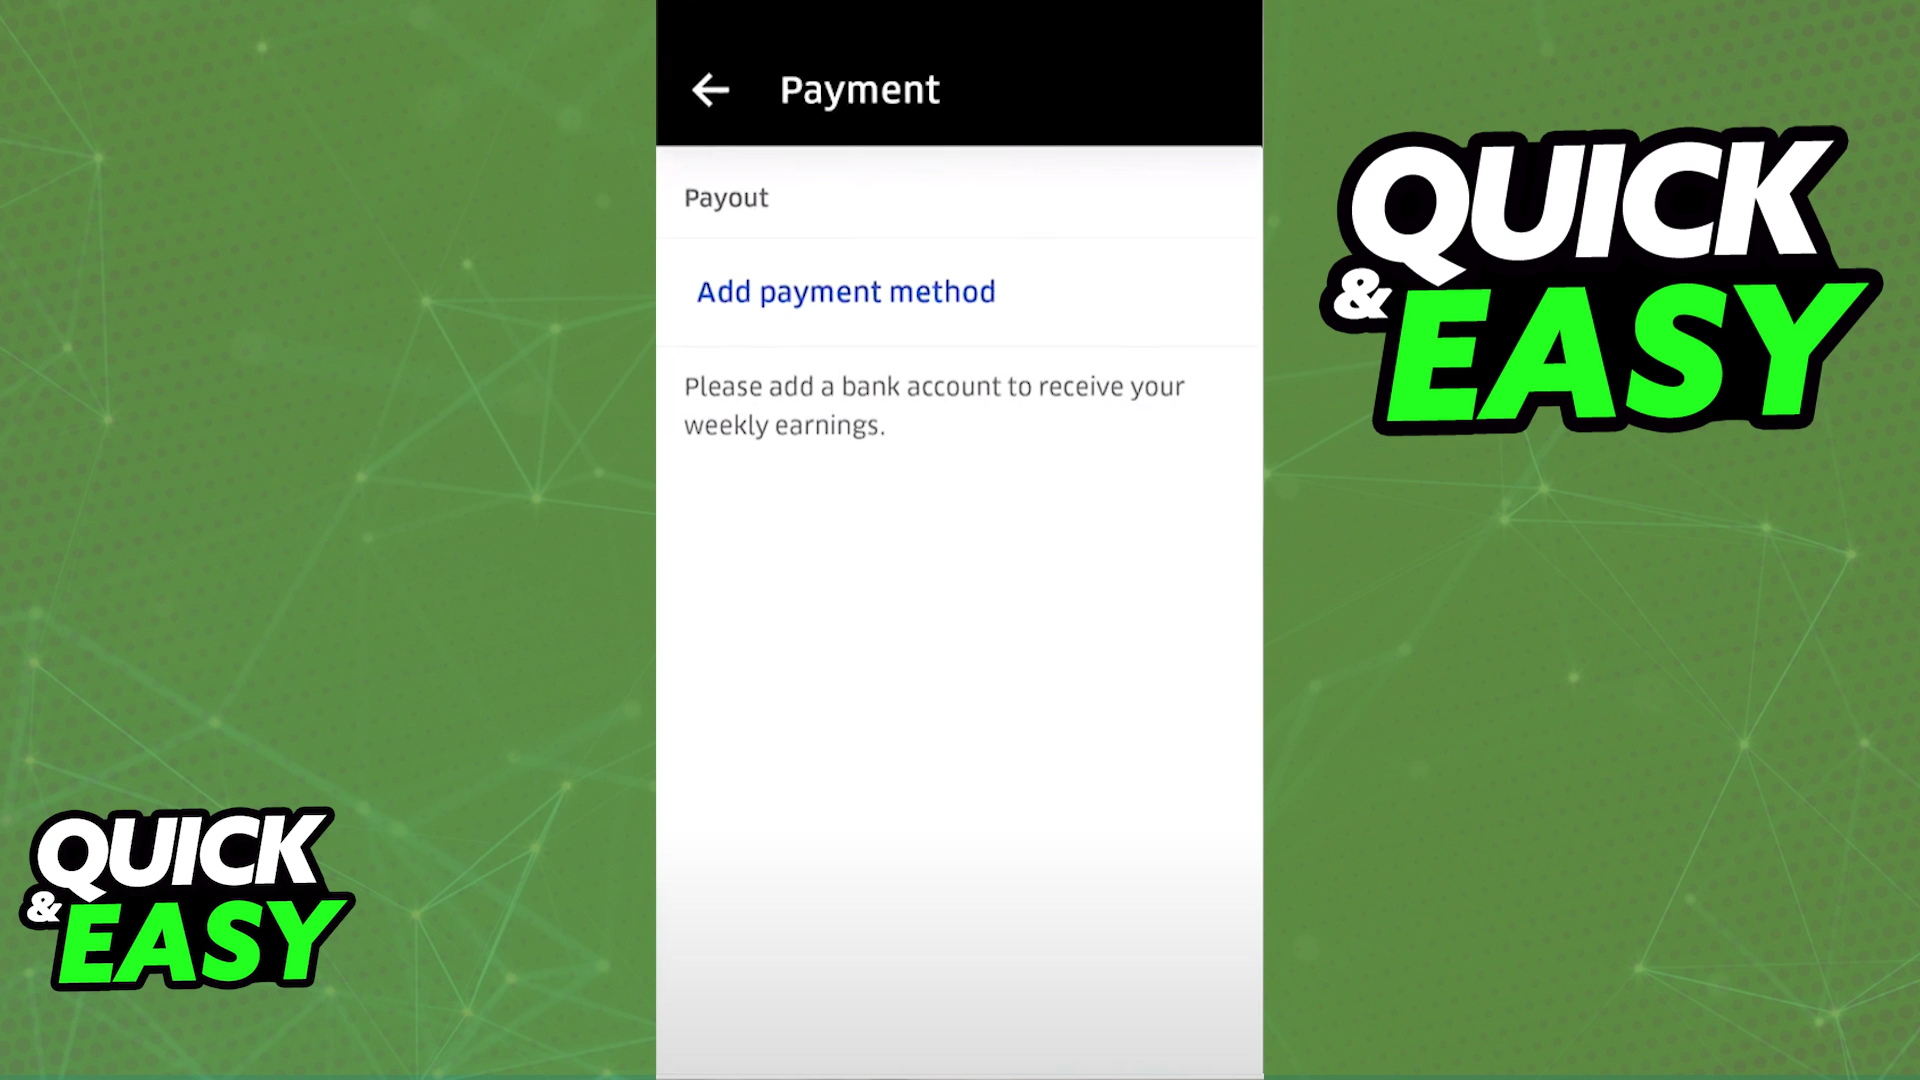 Payment
Payout
Add payment method
Please add a bank account to receive your
weekly earnings.
QUICK
& EASY
QUICK
& EASY